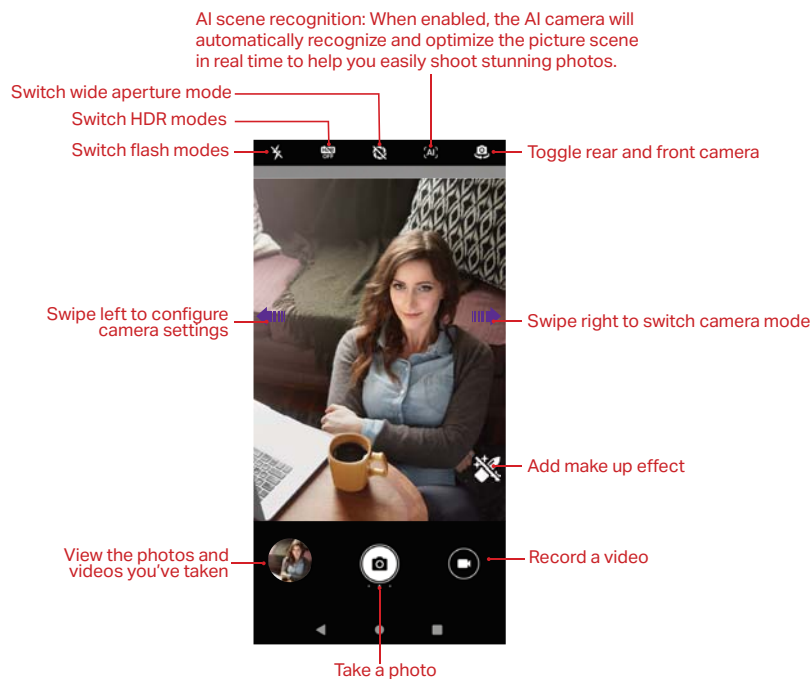 AI scene recognition: When enabled, the AI camera will
automatically recognize and optimize the picture scene
in real time to help you easily shoot stunning photos.
Switch wide aperture mode
Switch HDR modes
Switch flash modes
HDR
OFF
AI
Toggle rear and front camera
Swipe left to configure
camera settings
Swipe right to switch camera mode
Add make up effect
View the photos and
videos you’ve taken
Record a video
Take a photo